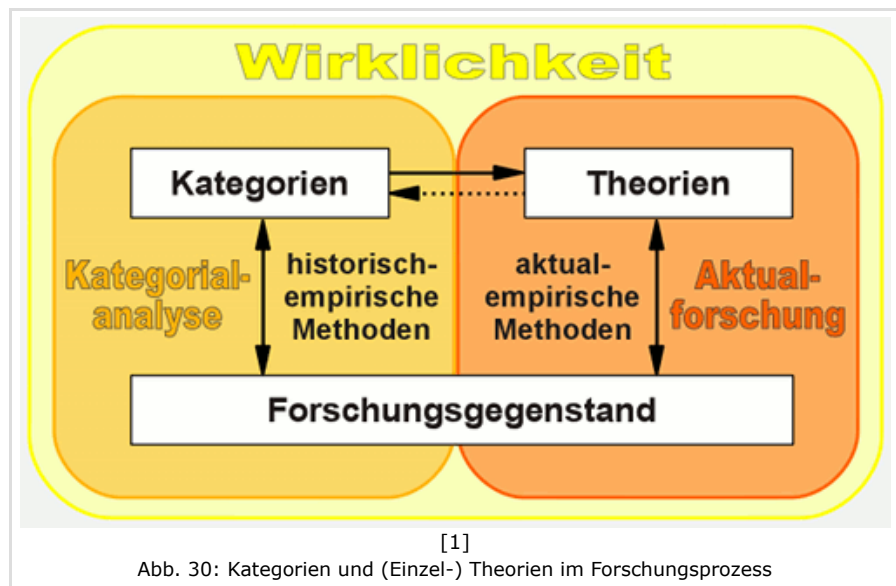 Wirklichkeit
Kategorien
Theorien
Kategorial-
analyse
historisch-
empirische
Methoden
aktual-
empirische
Methoden
Aktual-
forschung
Forschungsgegenstand
[1]
Abb. 30: Kategorien und (Einzel-) Theorien im Forschungsprozess